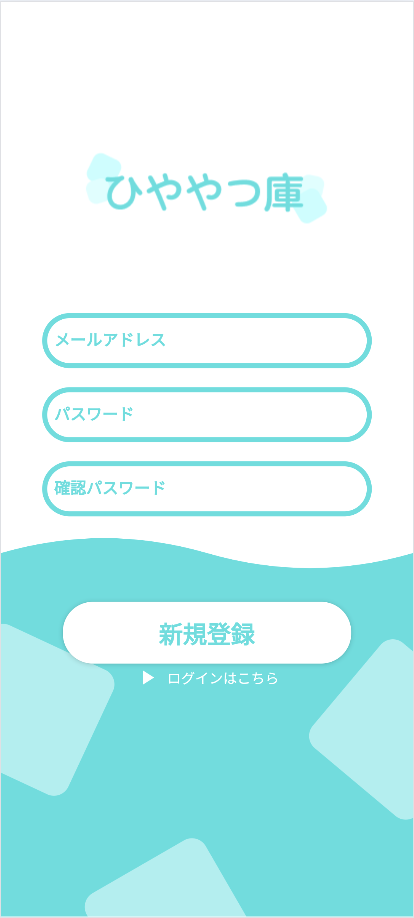 ひややつ庫
メールアドレス
パスワード
確認パスワード
新規登録
▶ ログインはこちら